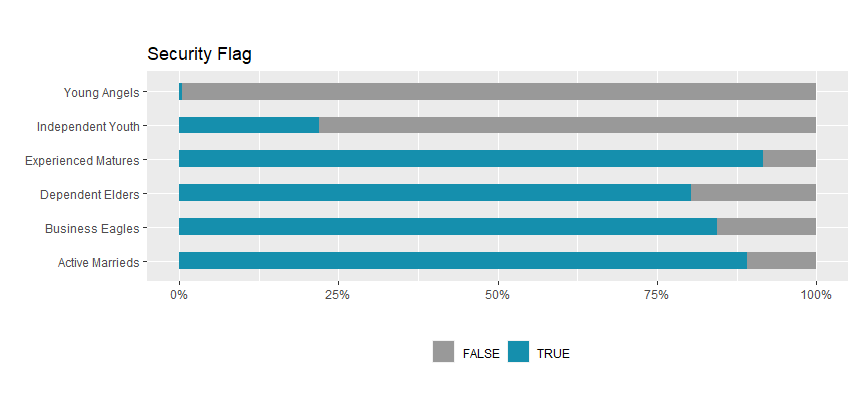 Security Flag
Young Angels
Independent Youth
Experienced Matures
Dependent Elders
Business Eagles
Active Marrieds
0% 25% 50% 75% 100%
FALSE TRUE